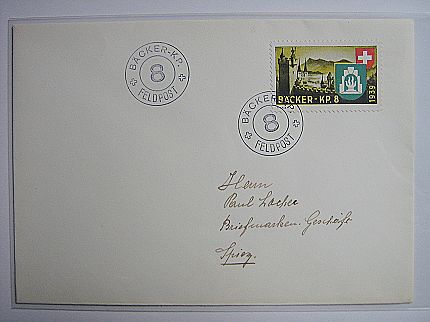 BÄCKER-KP.
8
FELDPOST
BÄCKER-KP. 8
1939
BÄCKER-KP.
8
FELDPOST
Herrn
Paul Locher
Briefmarken-Geschäft
Spiez.